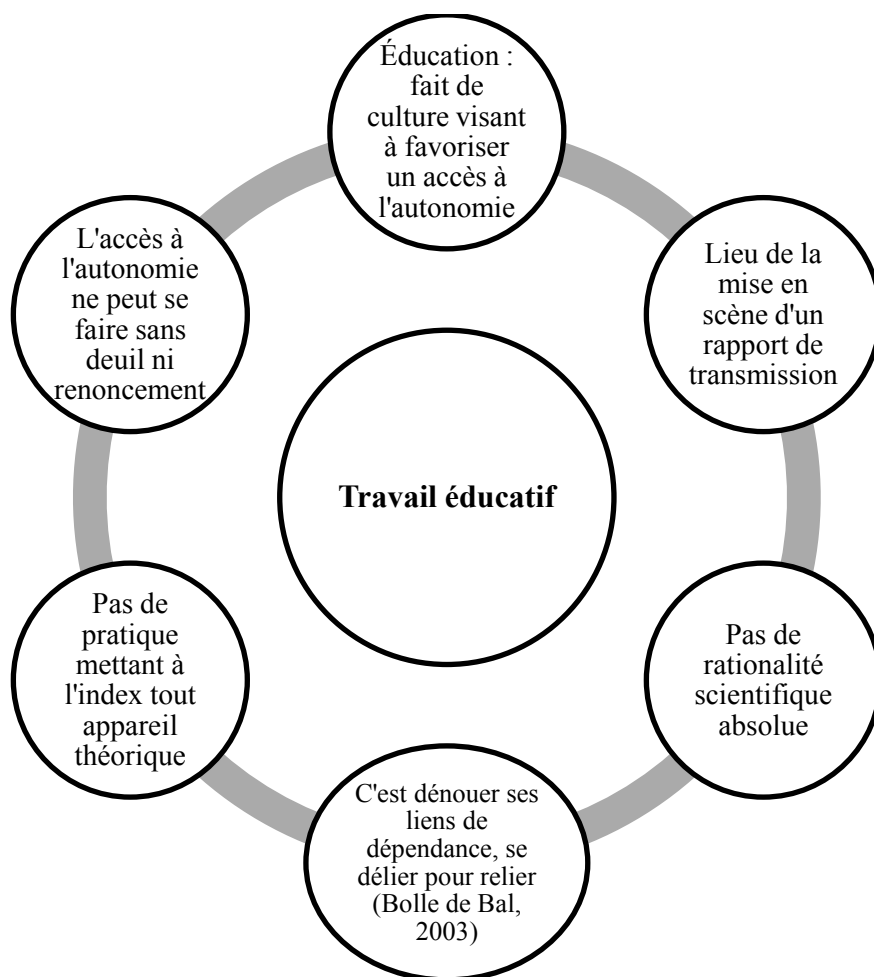 Éducation :
fait de
culture visant
à favoriser
un accès à
l'autonomie
L'accès à
l'autonomie
ne peut se
faire sans
deuil ni
renoncement
Lieu de la
mise en
scène d'un
rapport de
transmission
Travail éducatif
Pas de
pratique
mettant à
l'index tout
appareil
théorique
Pas de
rationalité
scientifique
absolue
C'est dénouer ses
liens de
dépendance, se
délier pour relier
(Bolle de Bal,
2003)